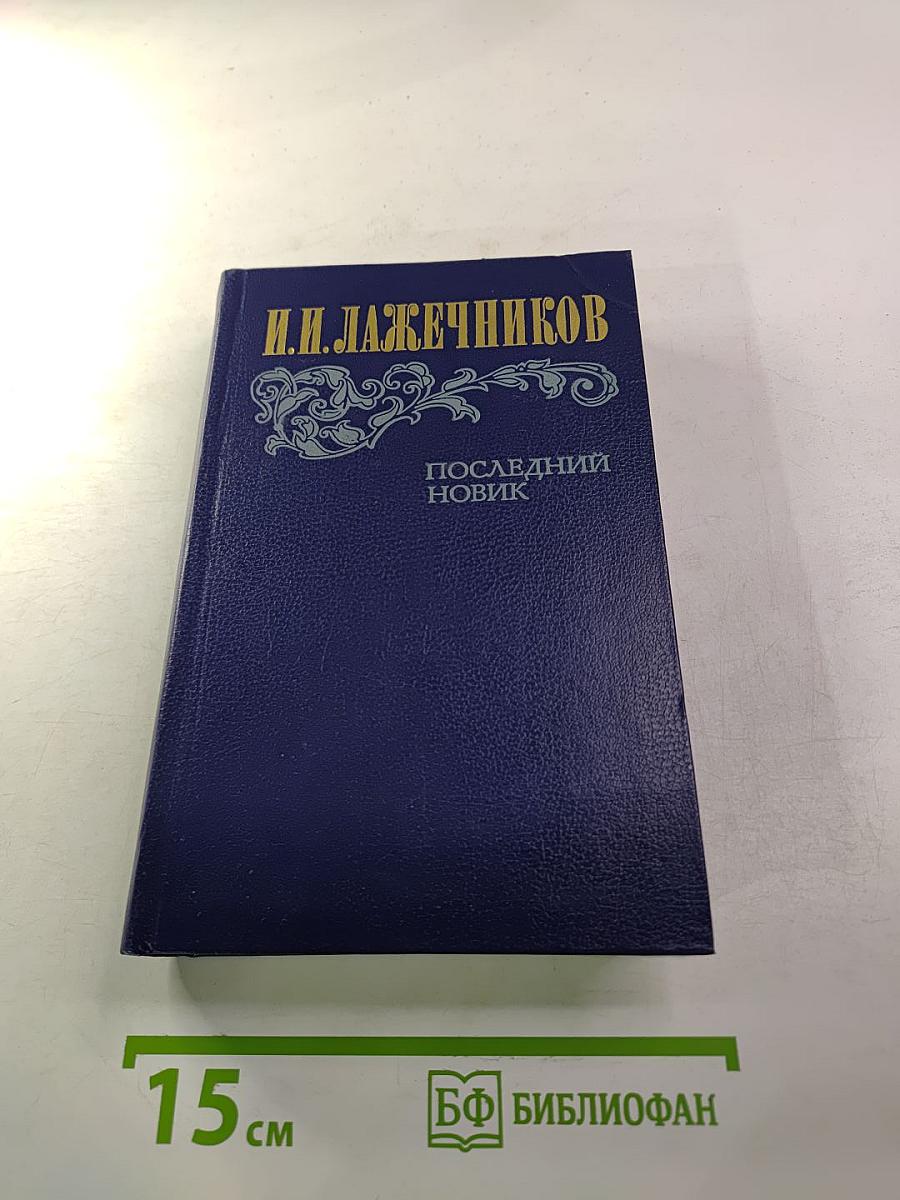 И.И.ЛАЖЕЧНИКОВ
ПОСЛЕДНИЙ
НОВИК
15 см
БФ БИБЛИОФАН